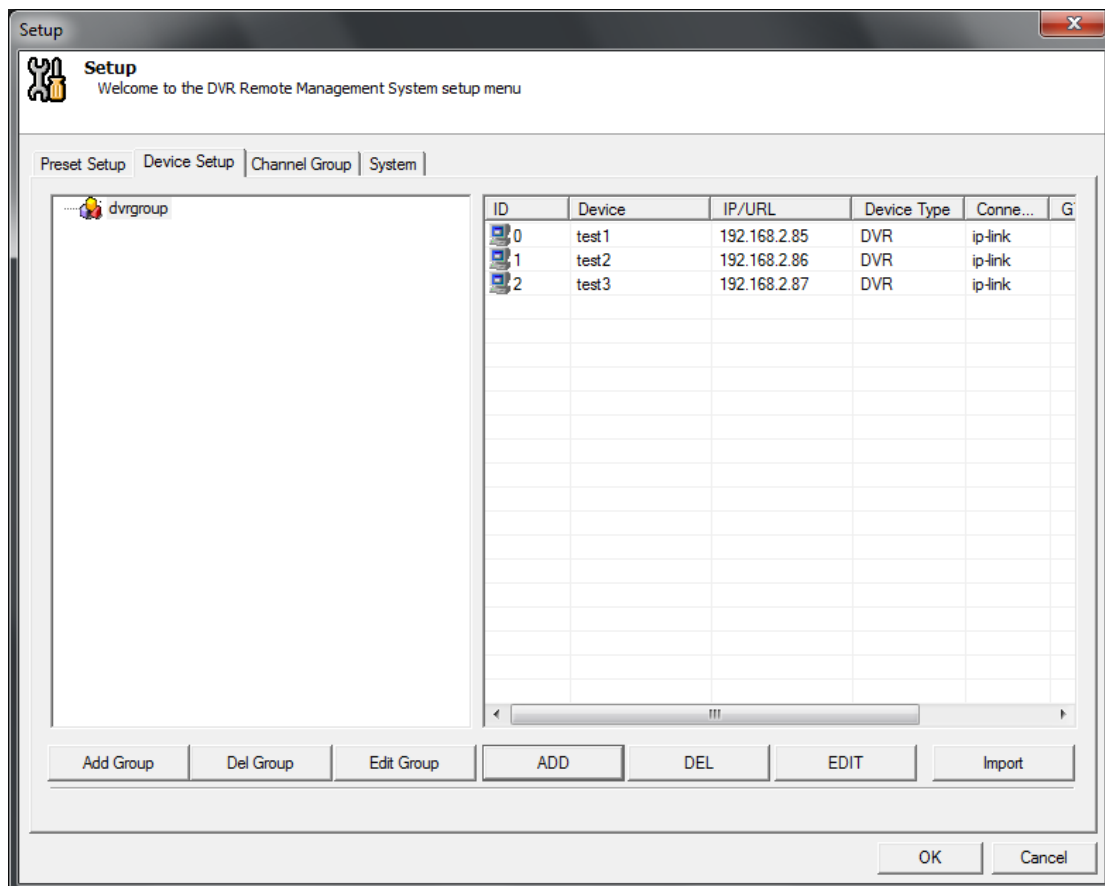 Setup
Setup
Welcome to the DVR Remote Management System setup menu
Preset Setup Device Setup Channel Group System
dvrgroup
ID Device IP/URL Device Type Conne...
0 test1 192.168.2.85 DVR ip-link
1 test2 192.168.2.86 DVR ip-link
2 test3 192.168.2.87 DVR ip-link
Add Group Del Group Edit Group ADD DEL EDIT Import
OK Cancel